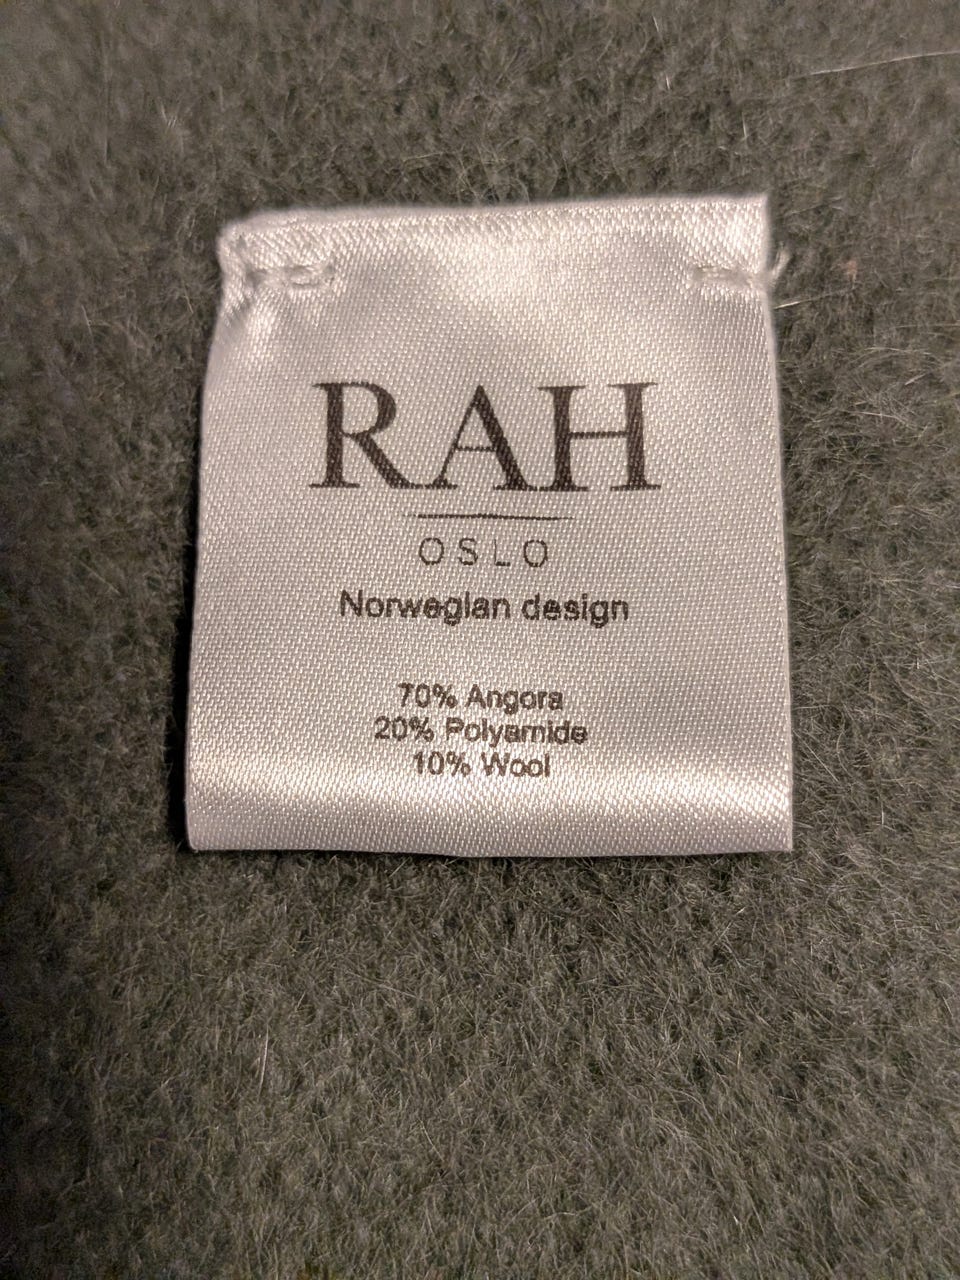 RAH
OSLO
Norwegian design
70% Angora
20% Polyamide
10% Wool